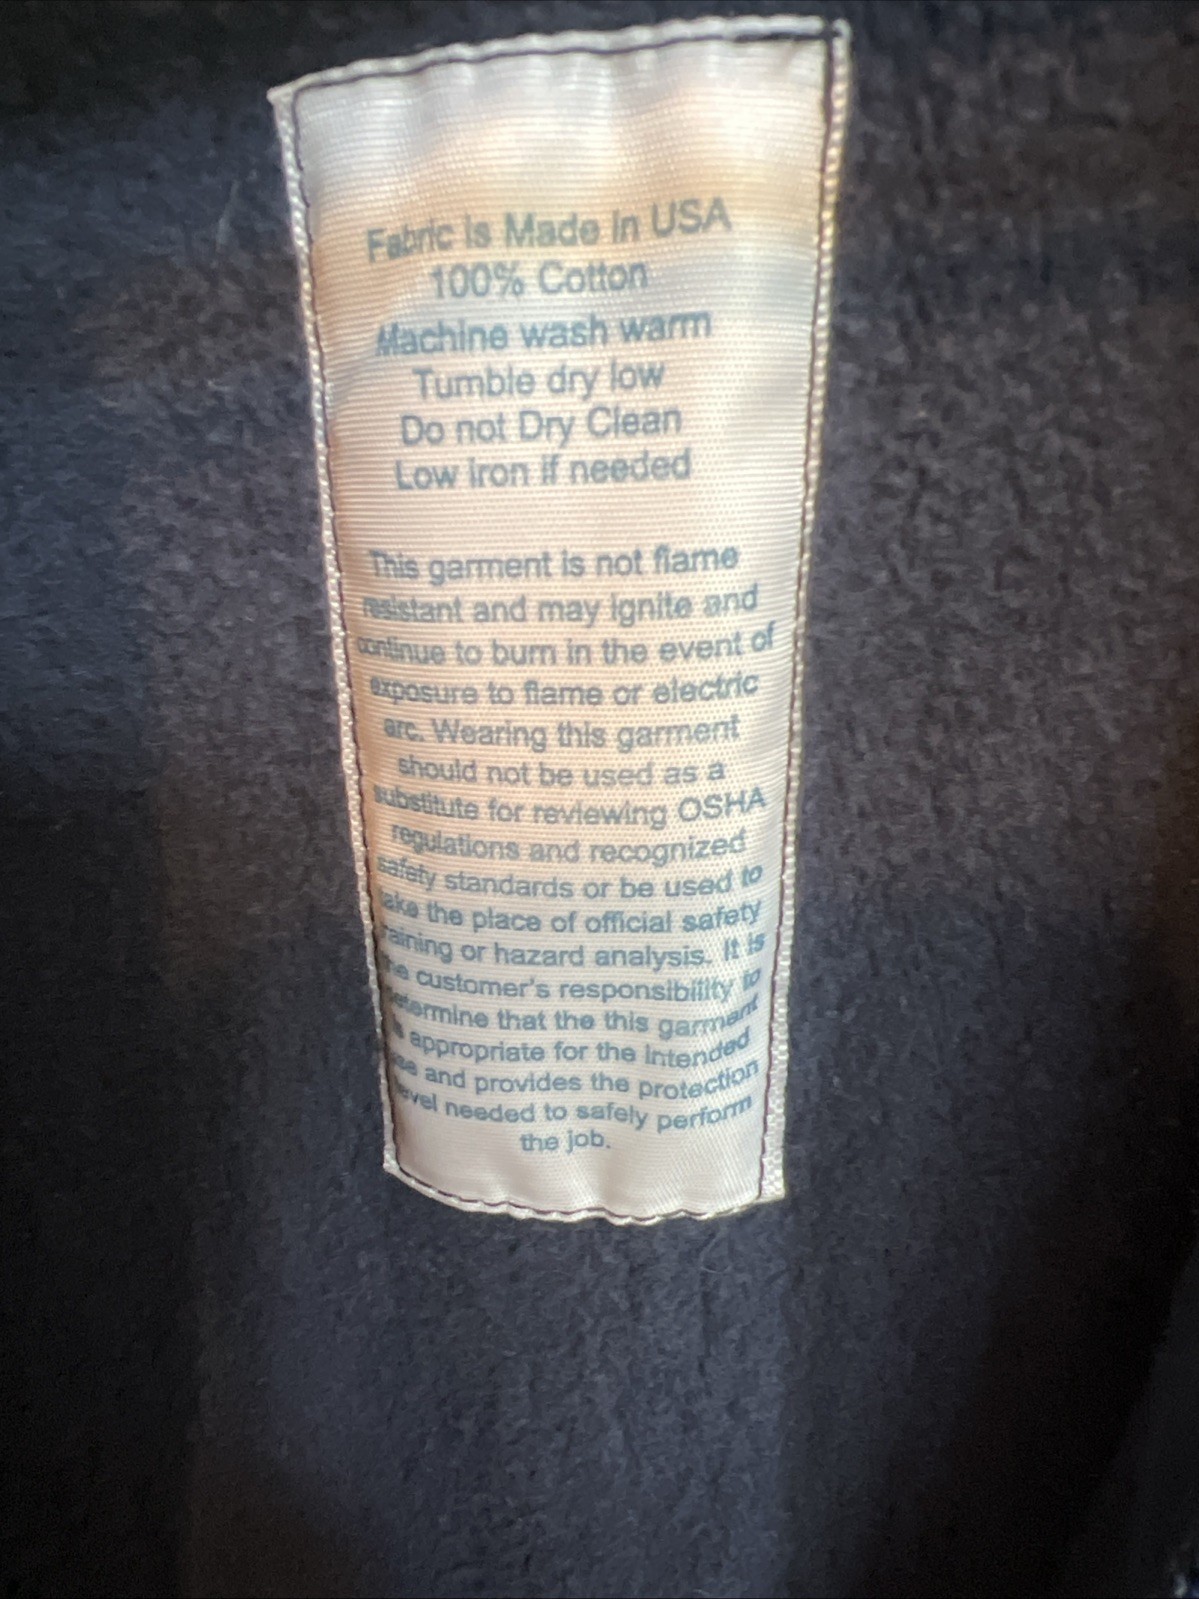 Fabric is Made in USA
100% Cotton
Machine wash warm
Tumble dry low
Do not Dry Clean
Low iron if needed
This garment is not flame
resistant and may ignite and
continue to burn in the event of
exposure to flame or electric
arc. Wearing this garment
should not be used as a
substitute for reviewing OSHA
regulations and recognized
safety standards or be used to
take the place of official safety
training or hazard analysis. It is
the customer's responsibility to
determine that the this garment
is appropriate for the intended
use and provides the protection
level needed to safely perform
the job.